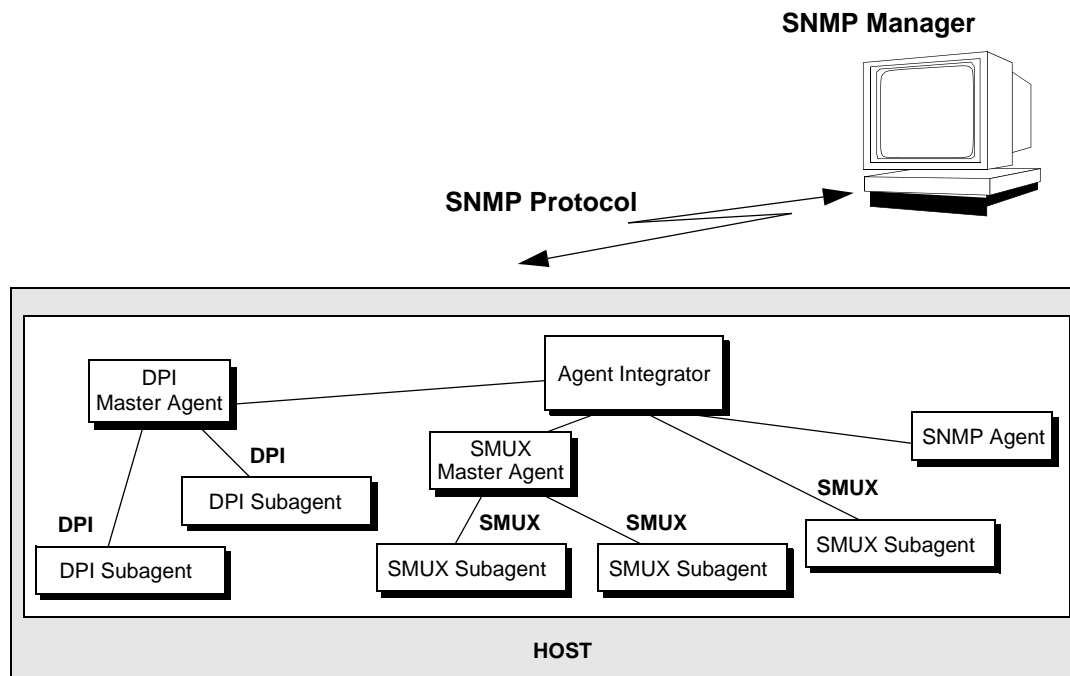 SNMP Manager
SNMP Protocol
DPI
Master Agent
Agent Integrator
SNMP Agent
SMUX
Master Agent
DPI
DPI Subagent
SMUX
DPI
SMUX
SMUX
SMUX Subagent
DPI Subagent
SMUX Subagent
SMUX Subagent
HOST